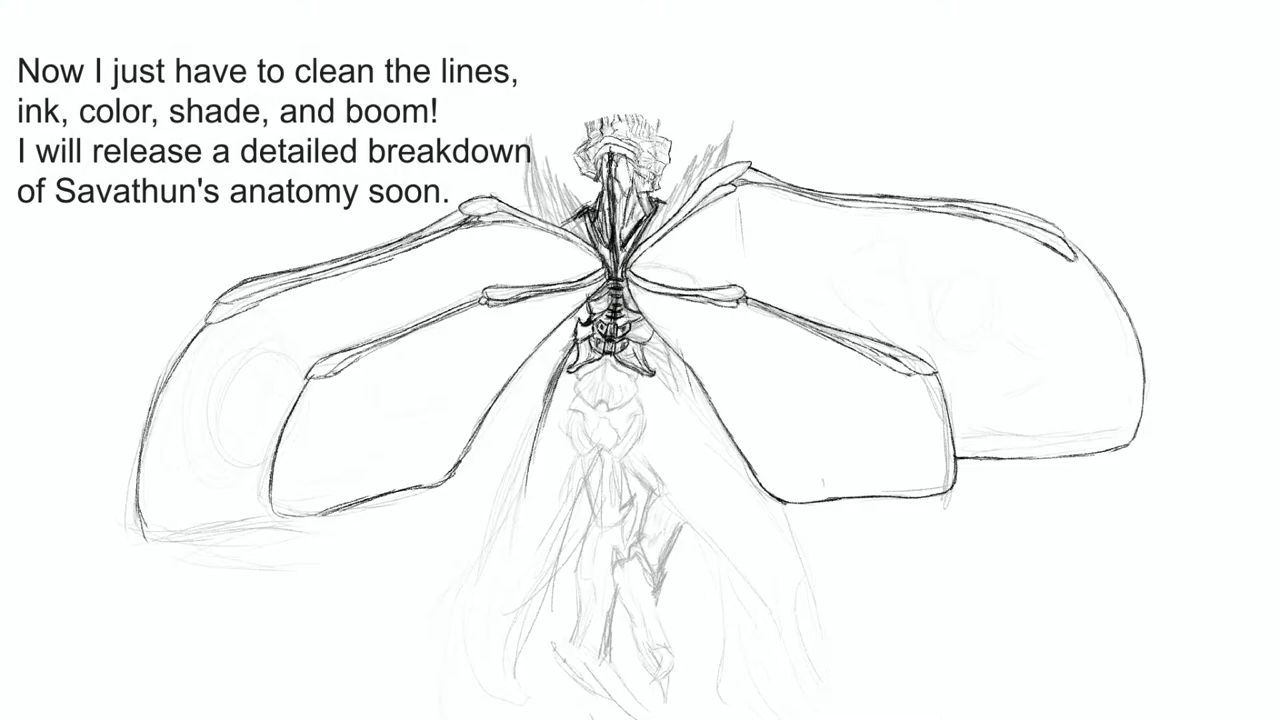 Now I just have to clean the lines,
ink, color, shade, and boom!
I will release a detailed breakdown
of Savathun's anatomy soon.